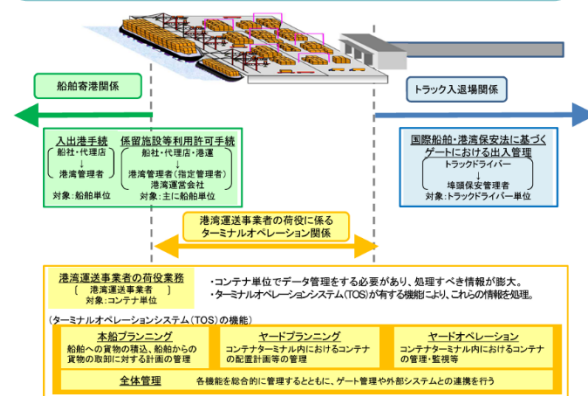 船舶寄港関係
トラック入退場関係
入出港手続
船社・代理店
港湾管理者
対象：船舶単位
係留施設等利用許可手続
船社・代理店・港運
港湾管理者(指定管理者)
港湾運営会社
対象：主に船舶単位
国際船舶・港湾保安法に基づく
ゲートにおける出入管理
トラックドライバー
埠頭保安管理者
対象：トラックドライバー単位
港湾運送事業者の荷役に係る
ターミナルオペレーション関係
港湾運送事業者の荷役業務
[ 港湾運送事業者 ]
対象：コンテナ単位
・コンテナ単位でデータ管理をする必要があり、処理すべき情報が膨大。
・ターミナルオペレーションシステム(TOS)が有する機能により、これらの情報を処理。
(ターミナルオペレーションシステム(TOS)の機能)
本船プランニング
船舶への貨物の積込、船舶からの
貨物の取卸に対する計画の管理
ヤードプランニング
コンテナターミナル内におけるコンテナ
の配置計画等の管理
ヤードオペレーション
コンテナターミナル内におけるコンテナ
の管理・監視等
全体管理 各機能を総合的に管理するとともに、ゲート管理や外部システムとの連携を行う